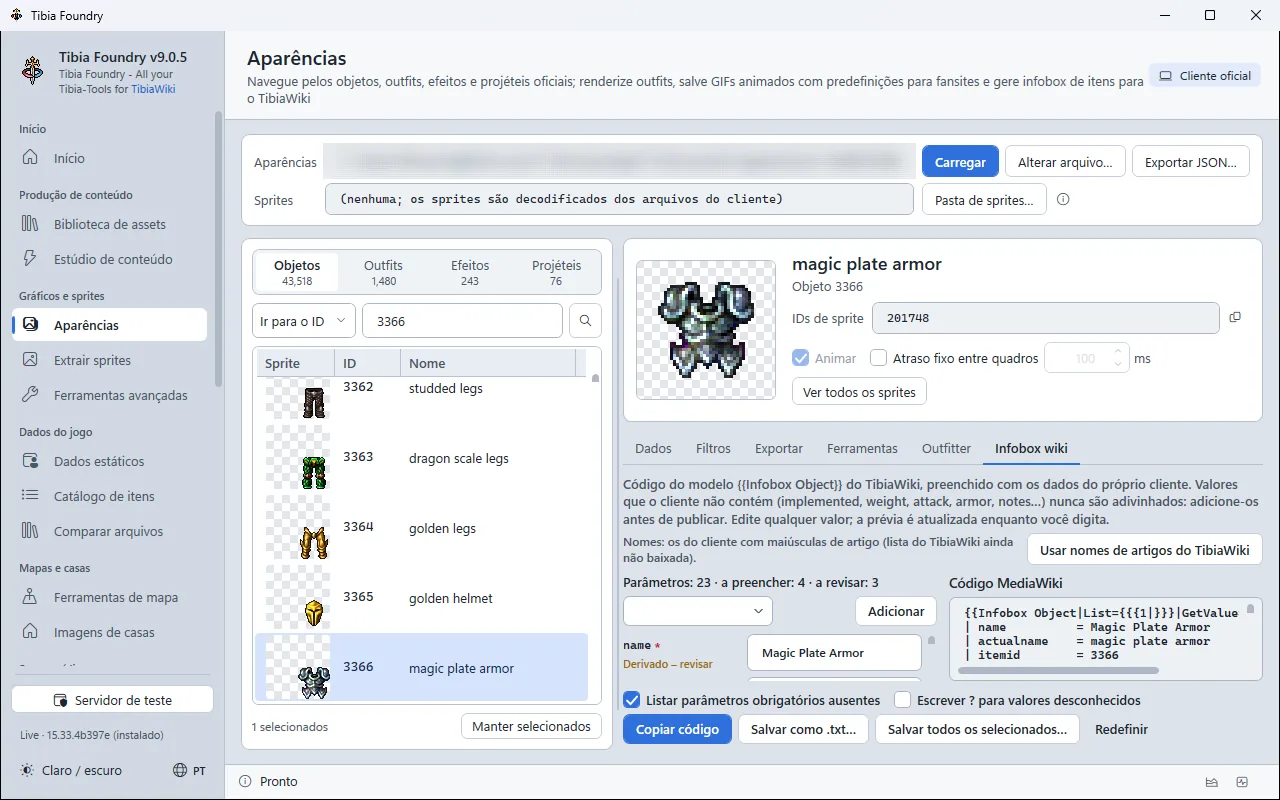 Tibia Foundry
Tibia Foundry v9.0.5
Tibia Foundry - All your
Tibia-Tools for TibiaWiki
Início
Início
Produção de conteúdo
Biblioteca de assets
Estúdio de conteúdo
Gráficos e sprites
Aparências
Extrair sprites
Ferramentas avançadas
Dados do jogo
Dados estáticos
Catálogo de itens
Comparar arquivos
Mapas e casas
Ferramentas de mapa
Imagens de casas
Servidor de teste
Live · 15.33.4b397e (instalado)
Claro / escuro
PT
Aparências
Navegue pelos objetos, outfits, efeitos e projéteis oficiais; renderize outfits, salve GIFs animados com predefinições para fansites e gere infobox de itens para
o TibiaWiki
Cliente oficial
Aparências
Carregar
Alterar arquivo...
Exportar JSON...
Sprites
(nenhuma; os sprites são decodificados dos arquivos do cliente)
Pasta de sprites...
Objetos
43,518
Outfits
1,480
Efeitos
243
Projéteis
76
Ir para o ID
3366
Sprite ID Nome
3362 studded legs
3363 dragon scale legs
3364 golden legs
3365 golden helmet
3366 magic plate armor
1 selecionados
Manter selecionados
magic plate armor
Objeto 3366
IDs de sprite
201748
Animar
Atraso fixo entre quadros
100
ms
Ver todos os sprites
Dados
Filtros
Exportar
Ferramentas
Outfitter
Infobox wiki
Código do modelo {{Infobox Object}} do TibiaWiki, preenchido com os dados do próprio cliente. Valores
que o cliente não contém (implemented, weight, attack, armor, notes...) nunca são adivinhados: adicione-os
antes de publicar. Edite qualquer valor; a prévia é atualizada enquanto você digita.
Nomes: os do cliente com maiúsculas de artigo (lista do TibiaWiki ainda
não baixada).
Usar nomes de artigos do TibiaWiki
Parâmetros: 23 · a preencher: 4 · a revisar: 3
Adicionar
name *
Derivado – revisar
Magic Plate Armor
Código MediaWiki
{{Infobox Object|List={{{1|}}}|GetValue
| name = Magic Plate Armor
| actualname = magic plate armor
| itemid = 3366
Listar parâmetros obrigatórios ausentes
Escrever ? para valores desconhecidos
Copiar código
Salvar como .txt...
Salvar todos os selecionados...
Redefinir
Pronto